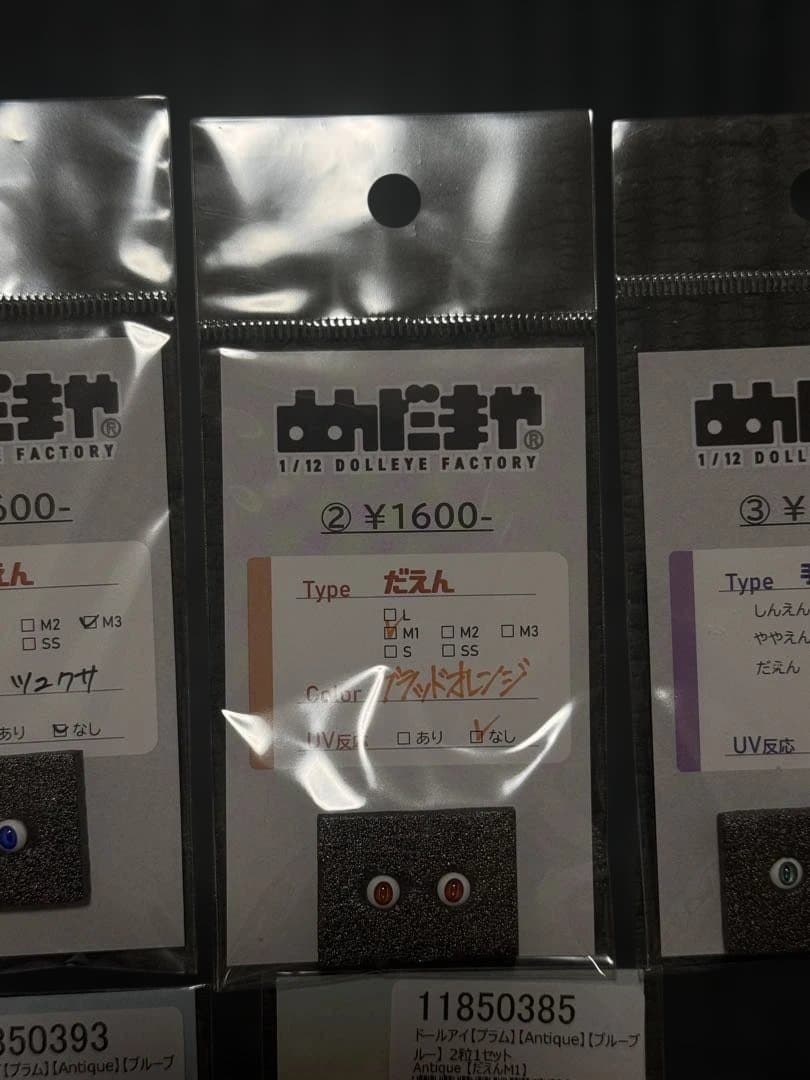 だまや®
E FACTORY
600-
えん
□ M2 ☑ M3
□ SS
ツユクサ
あり ☑ なし
めだまや®
1/12 DOLLEYE FACTORY
② ¥1600-
Type だえん
□ L
☑ M1 □ M2 □ M3
□ S □ SS
Color ブラッドオレンジ
UV反応 □ あり ☑ なし
めだ
1/12 DOLL
③ ¥
Type
しんえん
ややえん
だえん
UV反応
850393
【プラム】【Antique】【ブルーブ
11850385
ドールアイ【プラム】【Antique】【ブルーブ
ルー】 2粒1セット
Antique 【だえんM1】